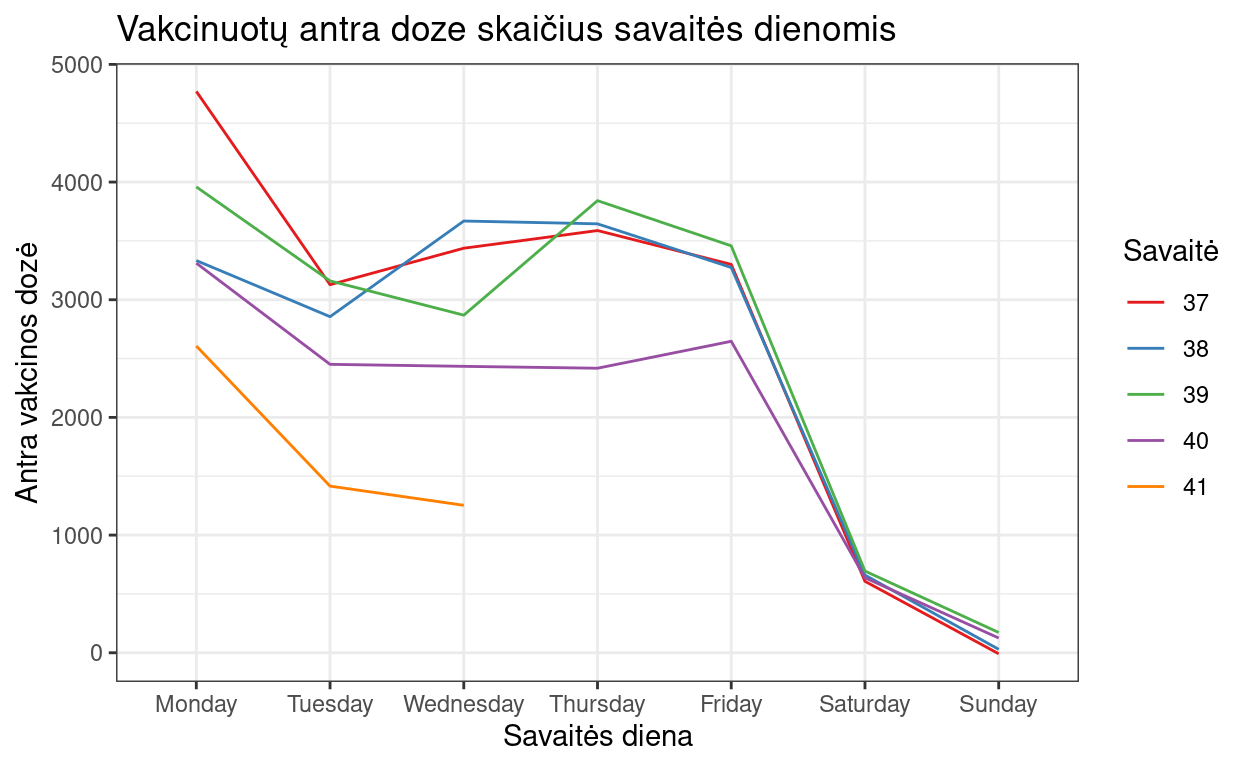 Vakcinuotų antra doze skaičius savaitės dienomis
Antra vakcinos dozė
5000
4000
3000
2000
1000
0
Monday
Tuesday
Wednesday
Thursday
Friday
Saturday
Sunday
Savaitės diena
Savaitė
37
38
39
40
41